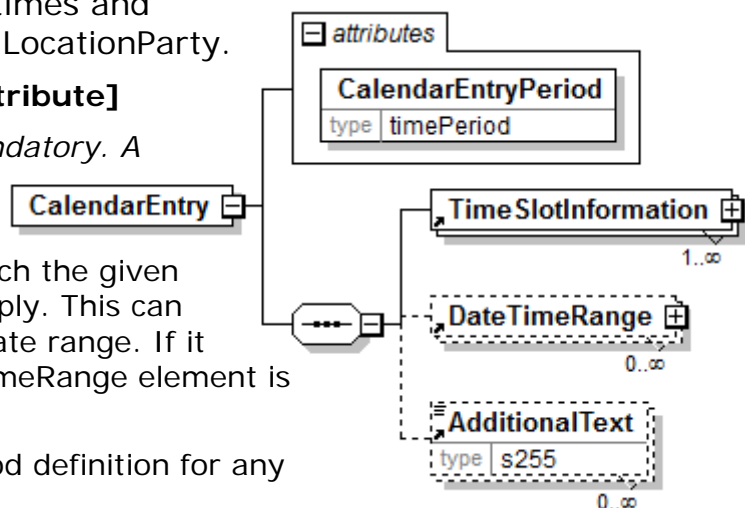 times and
LocationParty.
tribute]
ndatory. A
ch the given
ply. This can
ate range. If it
meRange element is
od definition for any
attributes
CalendarEntryPeriod
type timePeriod
CalendarEntry
TimeSlotInformation
1..∞
DateTimeRange
0..∞
AdditionalText
type s255
0..∞